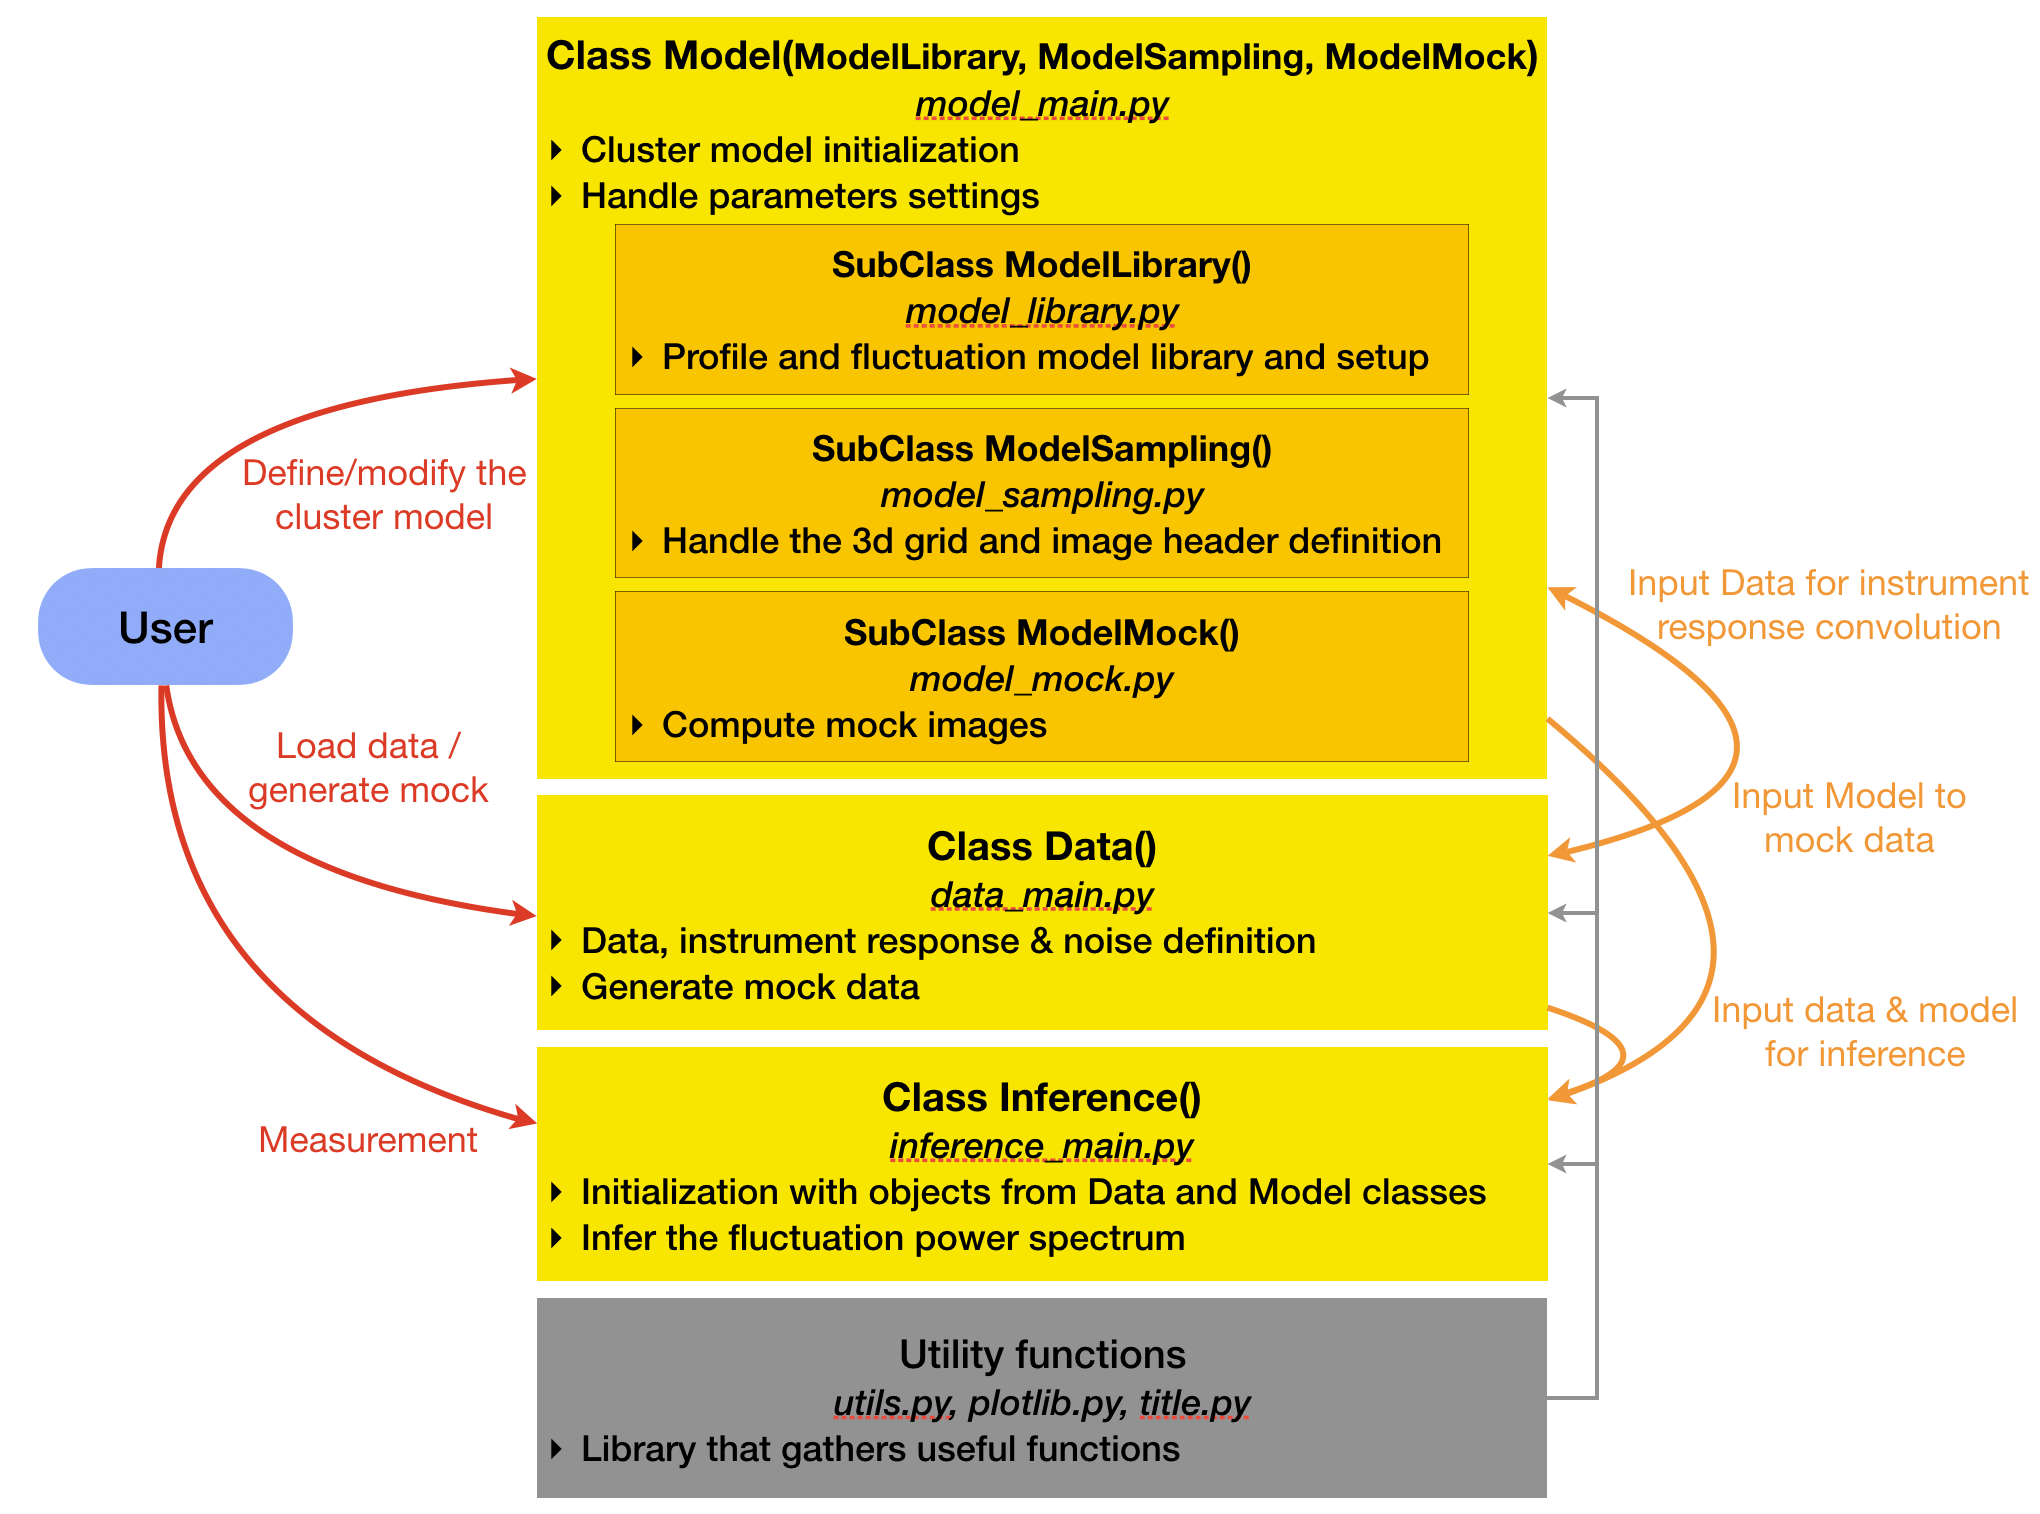 Class Model(ModelLibrary, ModelSampling, ModelMock)
model_main.py
‣ Cluster model initialization
‣ Handle parameters settings
SubClass ModelLibrary()
model_library.py
‣ Profile and fluctuation model library and setup
SubClass ModelSampling()
model_sampling.py
‣ Handle the 3d grid and image header definition
SubClass ModelMock()
model_mock.py
‣ Compute mock images
Class Data()
data_main.py
‣ Data, instrument response & noise definition
‣ Generate mock data
Class Inference()
inference_main.py
‣ Initialization with objects from Data and Model classes
‣ Infer the fluctuation power spectrum
Utility functions
utils.py, plotlib.py, title.py
‣ Library that gathers useful functions
User
Define/modify the
cluster model
Load data /
generate mock
Measurement
Input Data for instrument
response convolution
Input Model to
mock data
Input data & model
for inference